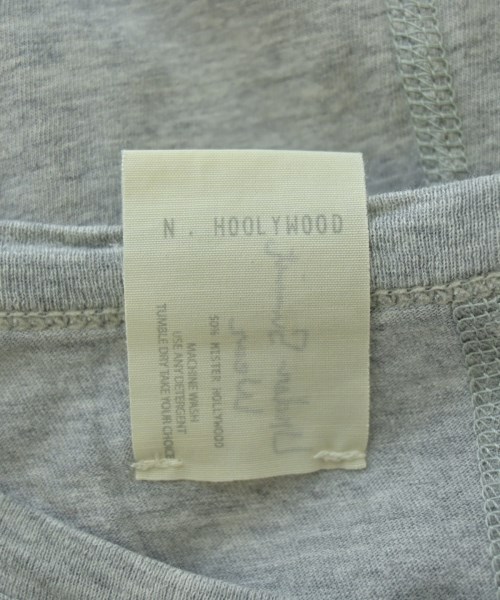 N. HOOLYWOOD
50% MISTER HOLLYWOOD
MACHINE WASH
USE ANY DETERGENT
TUMBLE DRY TAKE YOUR CHOICE